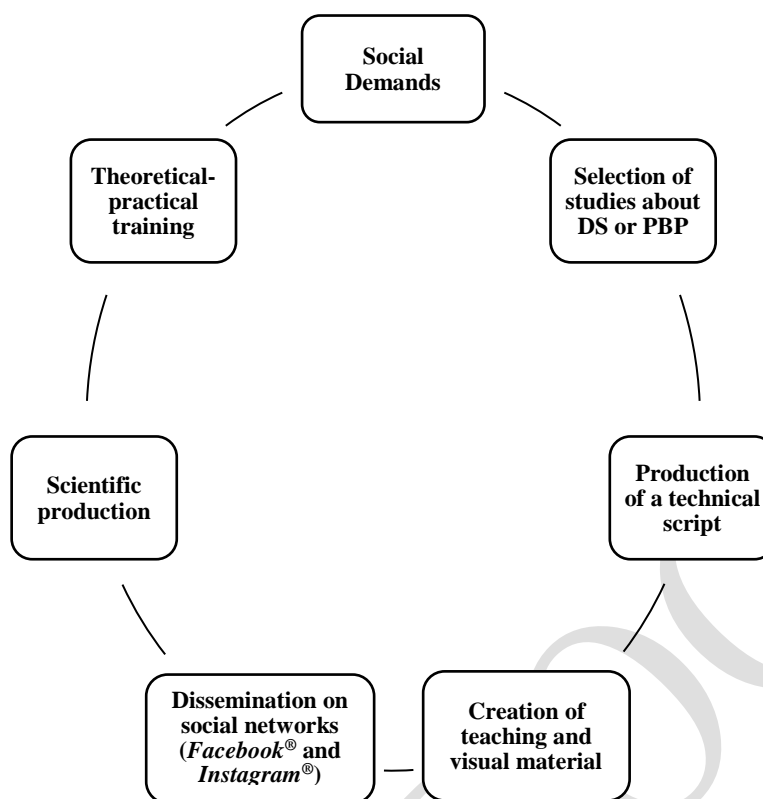 Social
Demands
Selection of
studies about
DS or PBP
Production
of a technical
script
Creation of
teaching and
visual material
Dissemination on
social networks
(Facebook® and
Instagram®)
Scientific
production
Theoretical-
practical
training